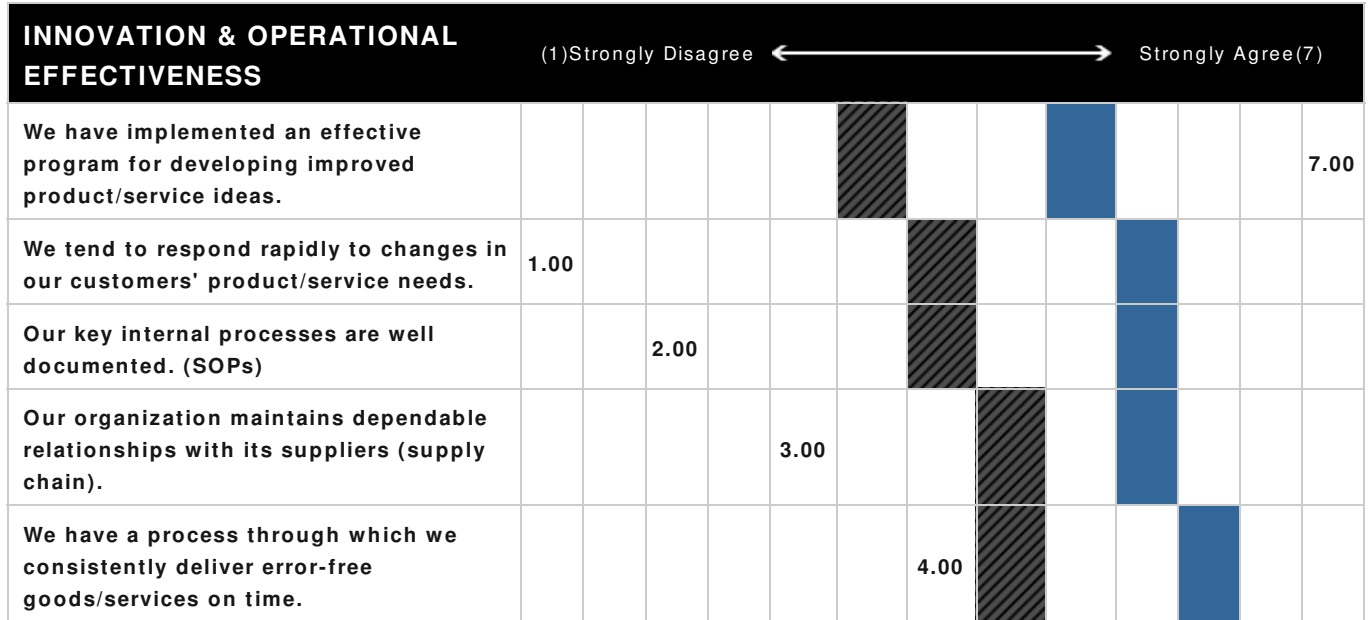 INNOVATION & OPERATIONAL
EFFECTIVENESS
(1)Strongly Disagree
Strongly Agree(7)
We have implemented an effective
program for developing improved
product/service ideas.
7.00
We tend to respond rapidly to changes in
our customers' product/service needs.
1.00
Our key internal processes are well
documented. (SOPs)
2.00
Our organization maintains dependable
relationships with its suppliers (supply
chain).
3.00
We have a process through which we
consistently deliver error-free
goods/services on time.
4.00